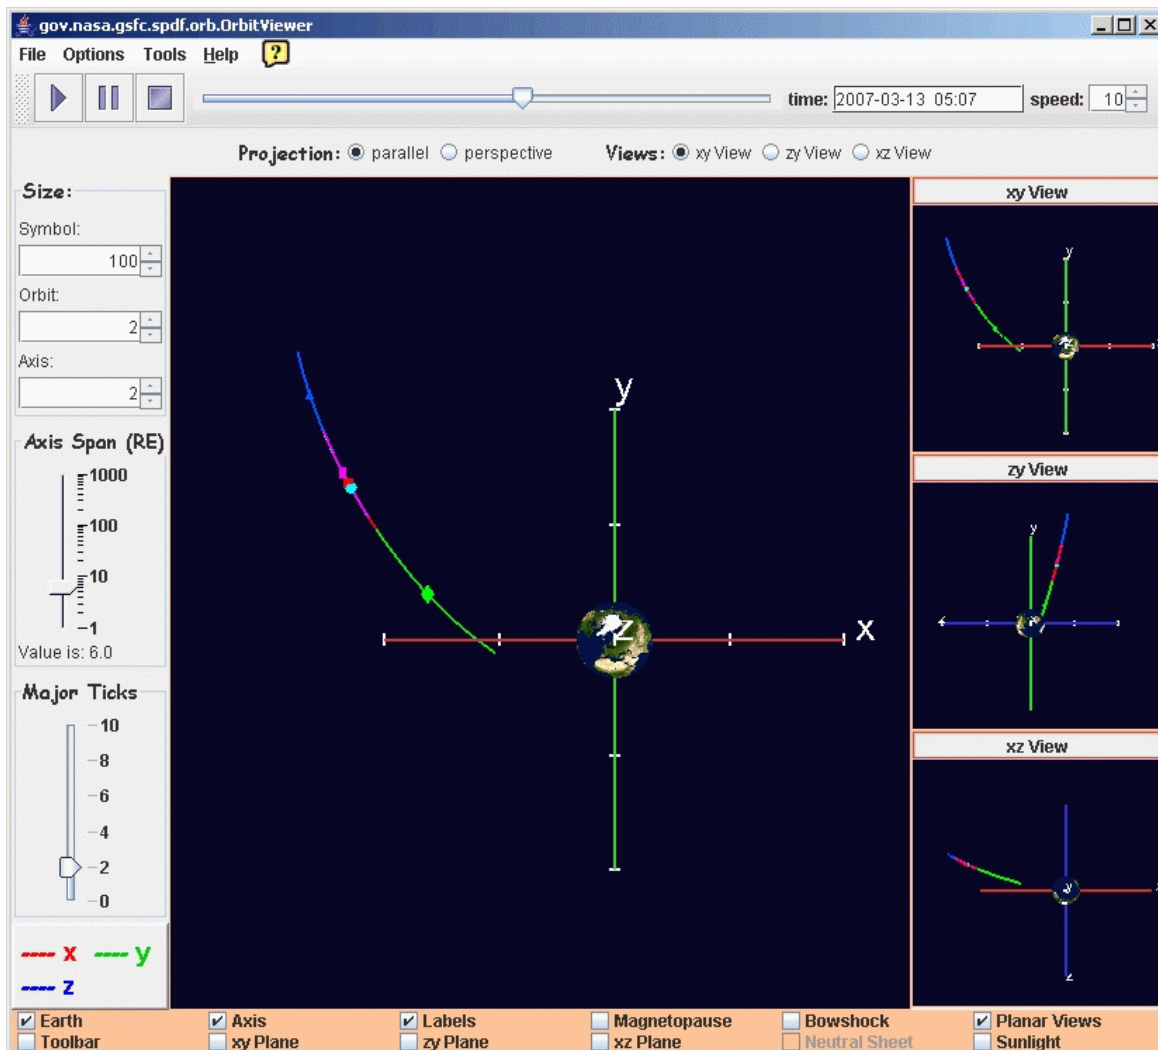 gov.nasa.gsfc.spdf.orb.OrbitViewer
File Options Tools Help ?
time: 2007-03-13 05:07 speed: 10
Projection: parallel perspective Views: xy View zy View xz View
Size:
Symbol:
100
Orbit:
2
Axis:
2
Axis Span (RE)
1000
100
10
1
Value is: 6.0
Major Ticks
10
8
6
4
2
0
x y
z
y
x
z
xy View
y
z
zy View
y
xz View
y
z
Earth Axis Labels Magnetopause Bowshock Planar Views
Toolbar xy Plane zy Plane xz Plane Neutral Sheet Sunlight